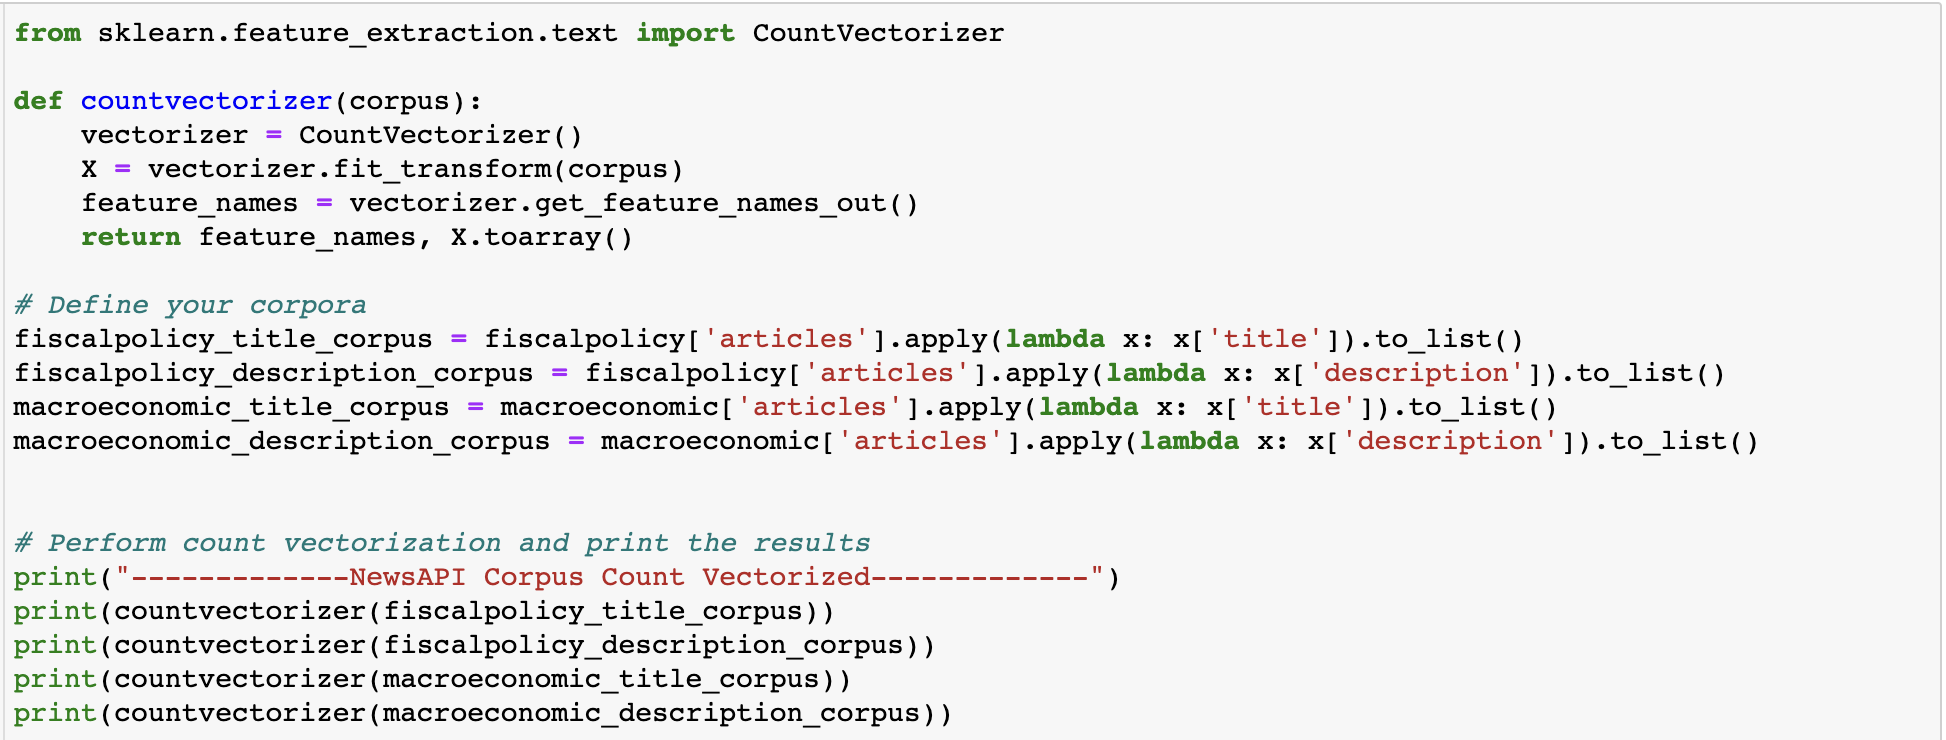 from sklearn.feature_extraction.text import CountVectorizer
def countvectorizer(corpus):
    vectorizer = CountVectorizer()
    X = vectorizer.fit_transform(corpus)
    feature_names = vectorizer.get_feature_names_out()
    return feature_names, X.toarray()
# Define your corpora
fiscalpolicy_title_corpus = fiscalpolicy['articles'].apply(lambda x: x['title']).to_list()
fiscalpolicy_description_corpus = fiscalpolicy['articles'].apply(lambda x: x['description']).to_list()
macroeconomic_title_corpus = macroeconomic['articles'].apply(lambda x: x['title']).to_list()
macroeconomic_description_corpus = macroeconomic['articles'].apply(lambda x: x['description']).to_list()
# Perform count vectorization and print the results
print("-------------NewsAPI Corpus Count Vectorized-------------")
print(countvectorizer(fiscalpolicy_title_corpus))
print(countvectorizer(fiscalpolicy_description_corpus))
print(countvectorizer(macroeconomic_title_corpus))
print(countvectorizer(macroeconomic_description_corpus))